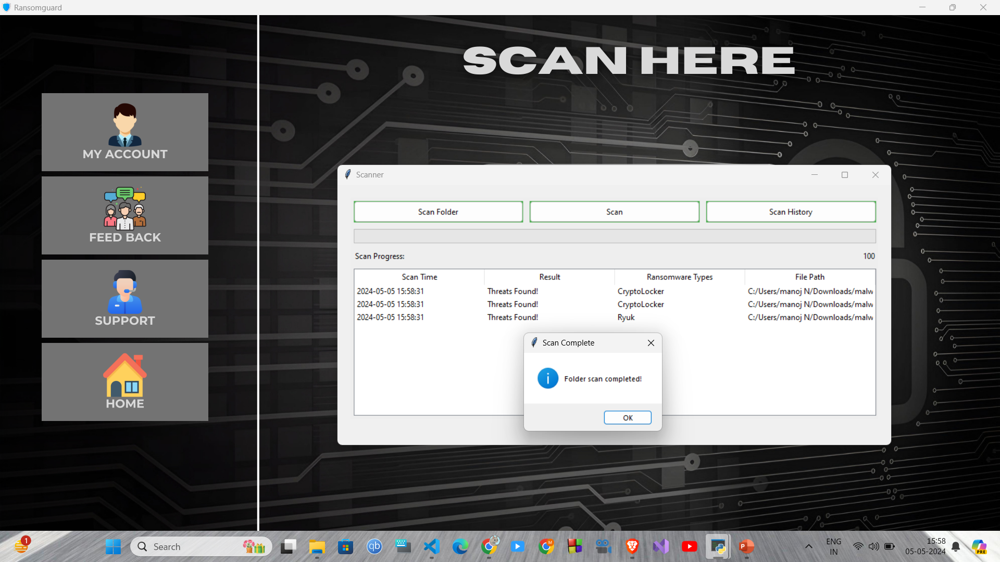 Ransomguard
SCAN HERE
MY ACCOUNT
FEED BACK
SUPPORT
HOME
Scanner
Scan Folder
Scan
Scan History
Scan Progress:
100
Scan Time Result Ransomware Types File Path
2024-05-05 15:58:31 Threats Found! CryptoLocker C:/Users/manoj N/Downloads/malw
2024-05-05 15:58:31 Threats Found! CryptoLocker C:/Users/manoj N/Downloads/malw
2024-05-05 15:58:31 Threats Found! Ryuk C:/Users/manoj N/Downloads/malw
Scan Complete
Folder scan completed!
OK
1
Search
qb
M
P
ENG
IN
15:58
05-05-2024
PRE